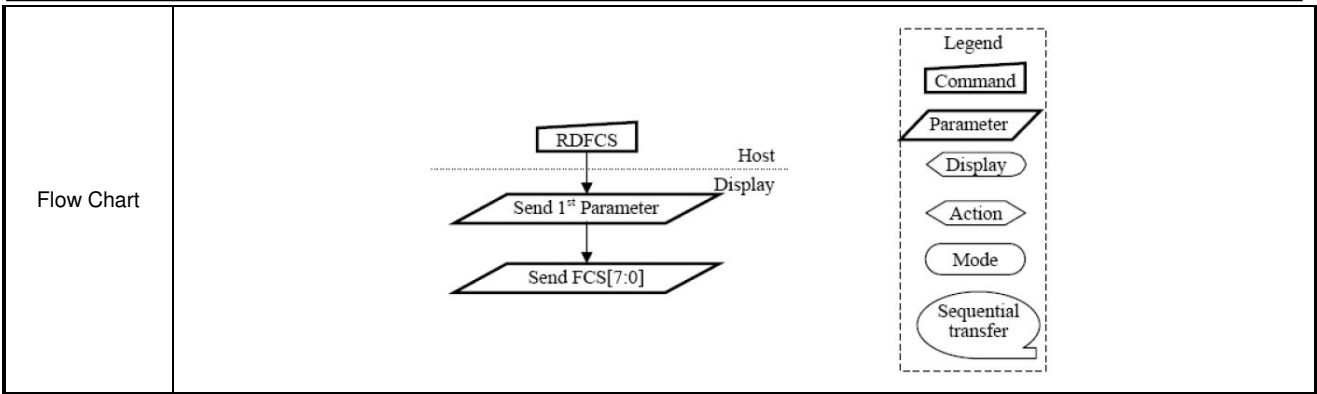 Flow Chart
RDFCS
Host
Display
Send 1st Parameter
Send FCS[7:0]
Legend
Command
Parameter
Display
Action
Mode
Sequential
transfer